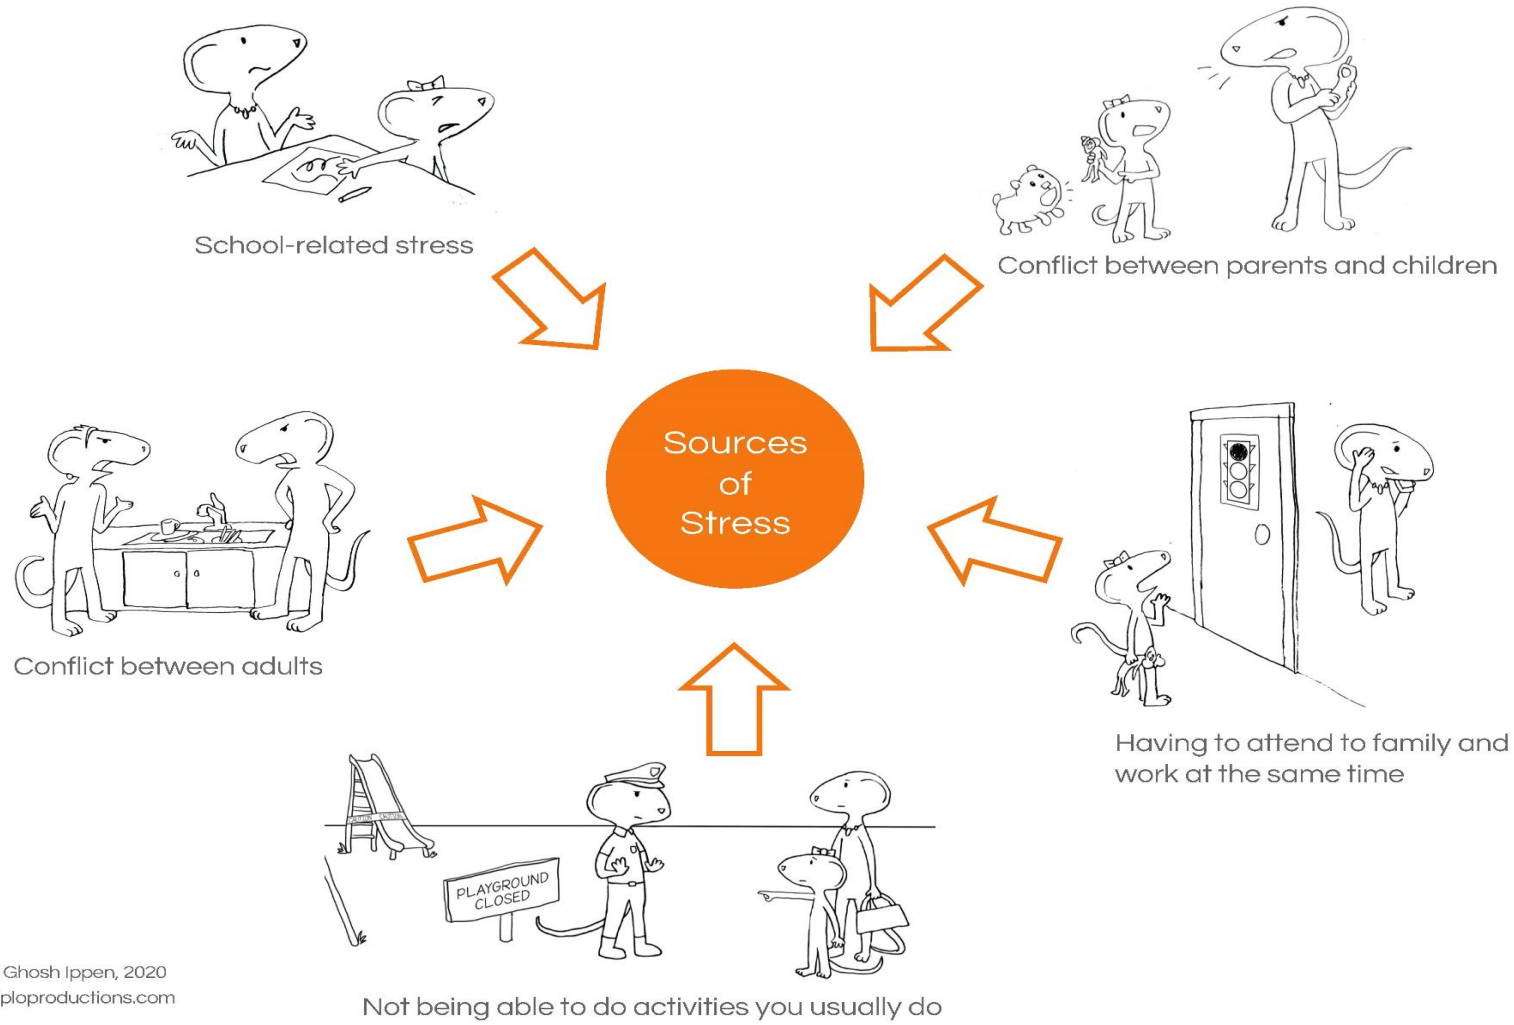 School-related stress
Conflict between parents and children
Sources
of
Stress
Conflict between adults
Having to attend to family and
work at the same time
CAUTION CAUTION
PLAYGROUND
CLOSED
Ghosh Ippen, 2020
ploproductions.com
Not being able to do activities you usually do